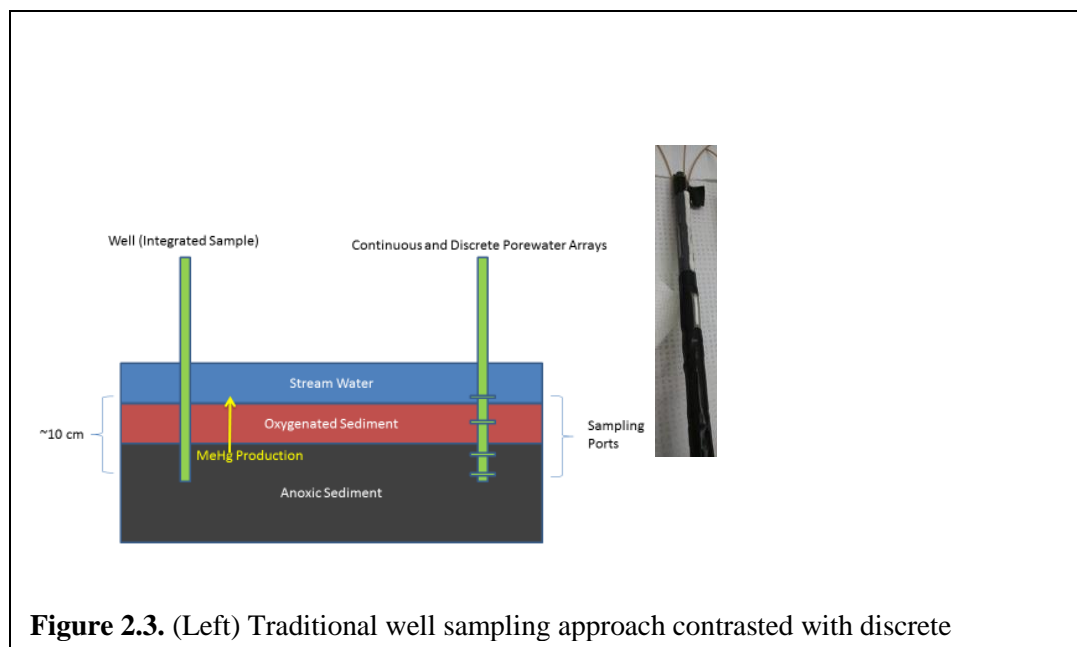 Well (Integrated Sample)
Continuous and Discrete Porewater Arrays
Stream Water
~10 cm
Oxygenated Sediment
Sampling
Ports
MeHg Production
Anoxic Sediment
Figure 2.3. (Left) Traditional well sampling approach contrasted with discrete